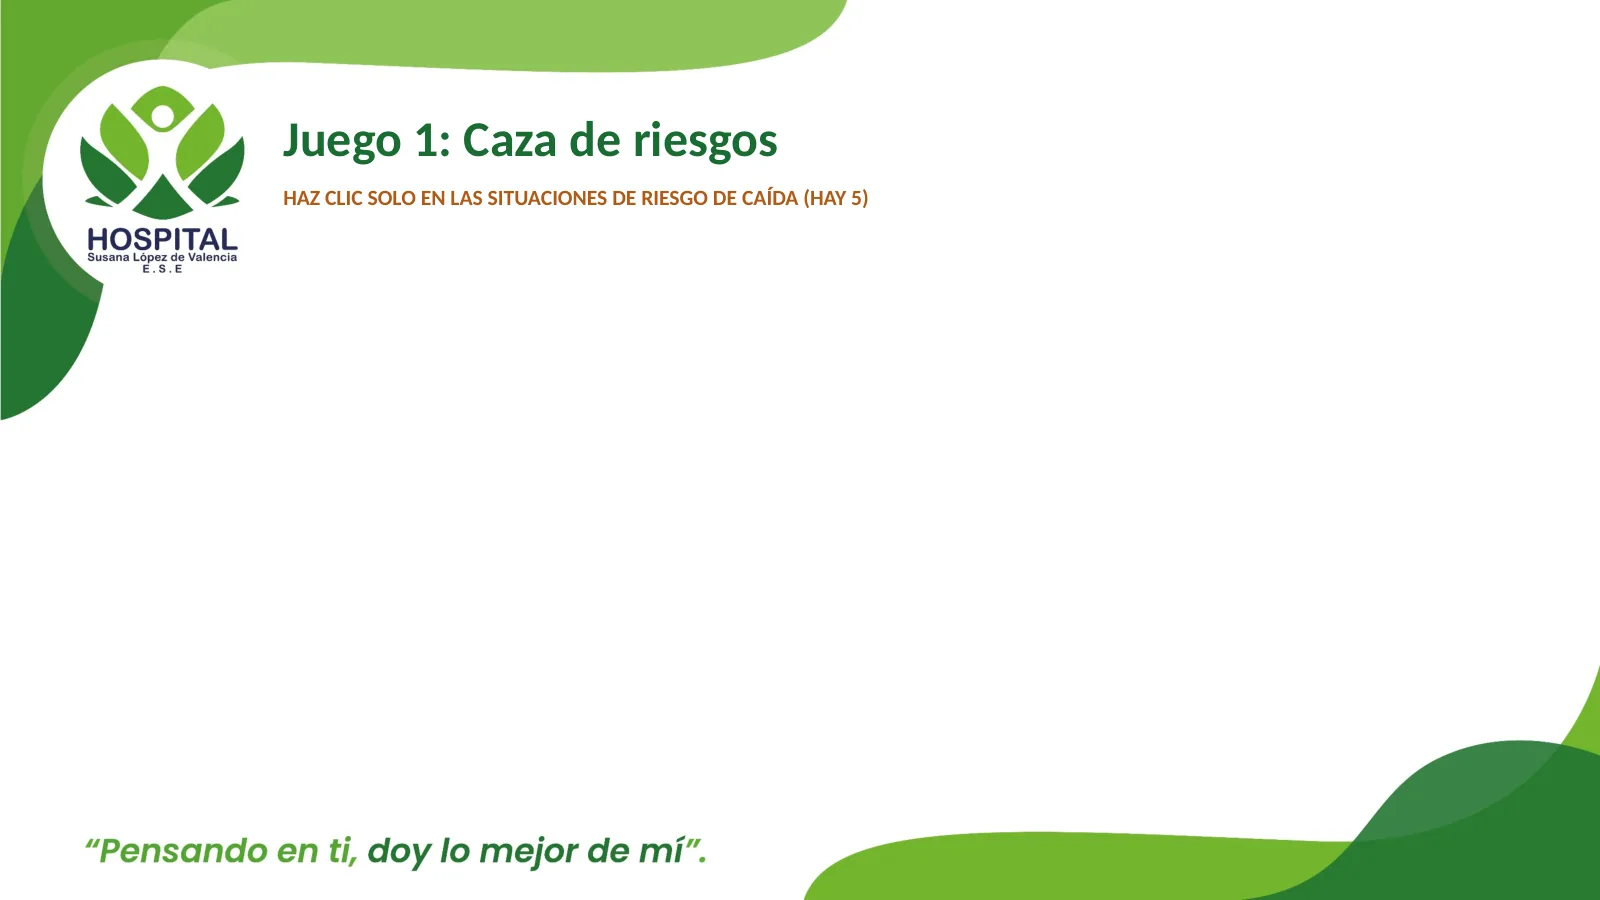 Juego 1: Caza de riesgos
HAZ CLIC SOLO EN LAS SITUACIONES DE RIESGO DE CAÍDA (HAY 5)
HOSPITAL
Susana López de Valencia
E.S.E
“Pensando en ti, doy lo mejor de mí”.